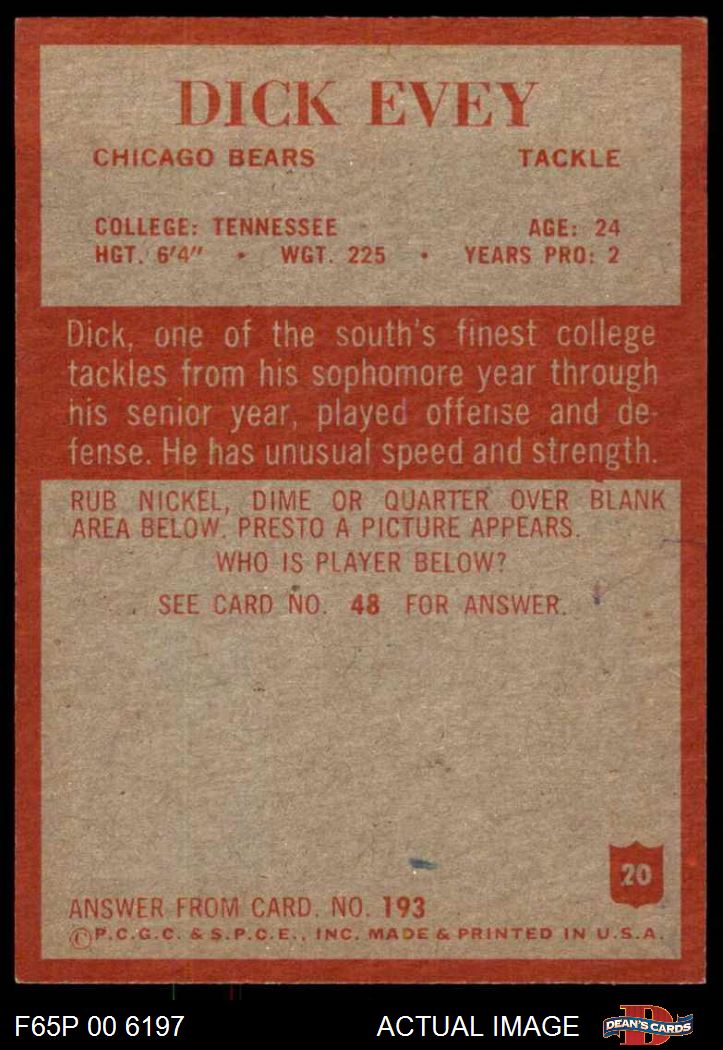 DICK EVEY
CHICAGO BEARS TACKLE
COLLEGE: TENNESSEE AGE: 24
HGT. 6'4" • WGT. 225 • YEARS PRO: 2
Dick, one of the south's finest college
tackles from his sophomore year through
his senior year, played offense and de-
fense. He has unusual speed and strength.
RUB NICKEL, DIME OR QUARTER OVER BLANK
AREA BELOW. PRESTO A PICTURE APPEARS.
WHO IS PLAYER BELOW?
SEE CARD NO. 48 FOR ANSWER.
20
ANSWER FROM CARD. NO. 193
©P.C.G.C. & S.P.C.E., INC. MADE & PRINTED IN U.S.A.
F65P 00 6197 ACTUAL IMAGE
D
DEAN'S CARDS